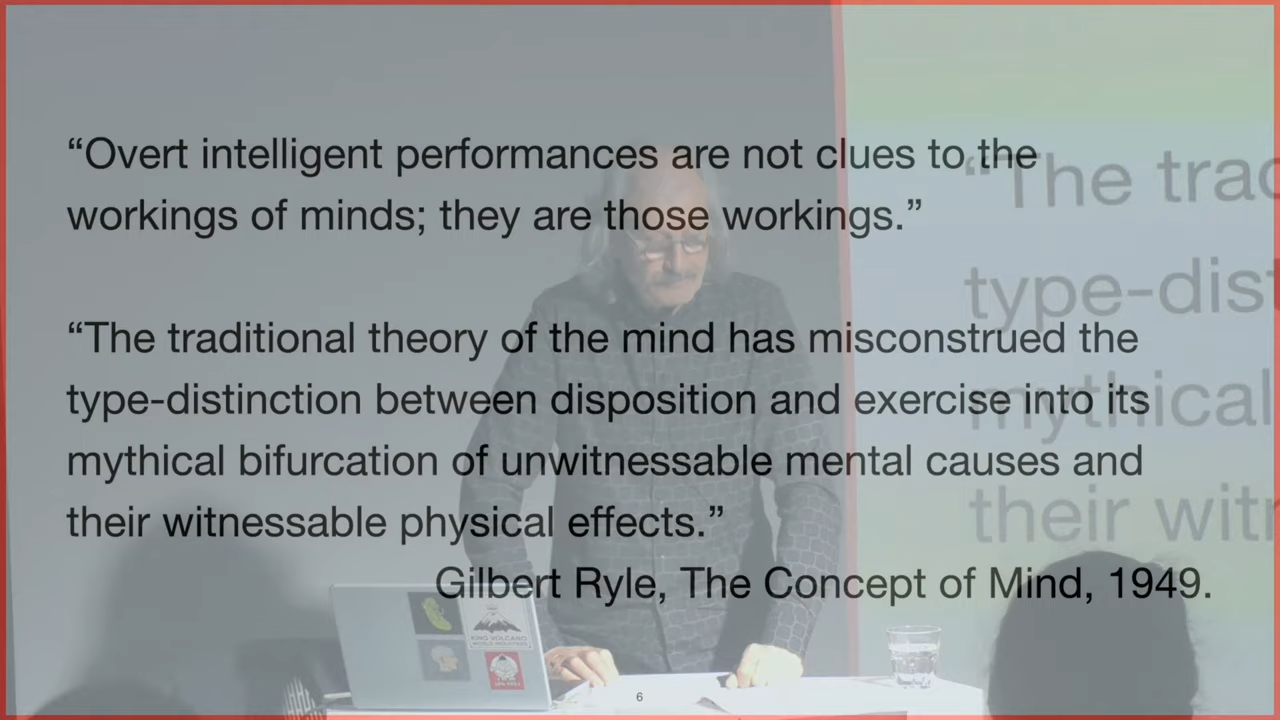 “Overt intelligent performances are not clues to the
workings of minds; they are those workings.”
“The traditional theory of the mind has misconstrued the
type-distinction between disposition and exercise into its
mythical bifurcation of unwitnessable mental causes and
their witnessable physical effects.”
Gilbert Ryle, The Concept of Mind, 1949.
“The trad
type-dist
mythical
their witn
KING VOLCANO
6